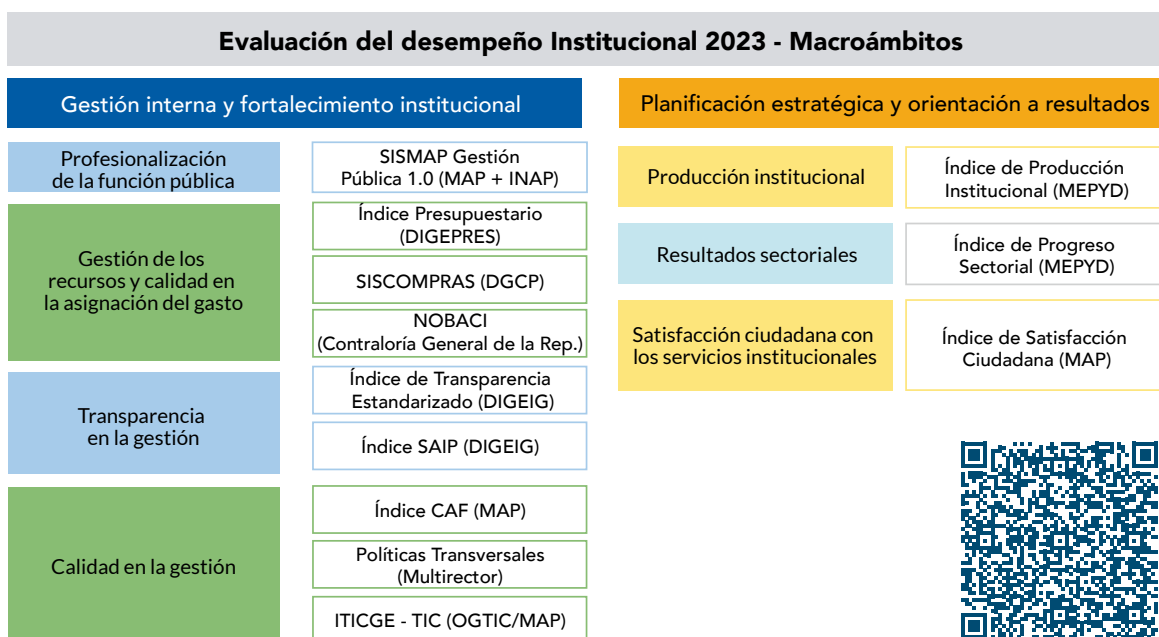 Evaluación del desempeño Institucional 2023 - Macroámbitos
Gestión interna y fortalecimiento institucional
Profesionalización
de la función pública
SISMAP Gestión
Pública 1.0 (MAP + INAP)
Gestión de los
recursos y calidad en
la asignación del gasto
Índice Presupuestario
(DIGEPRES)
SISCOMPRAS (DGCP)
NOBACI
(Contraloría General de la Rep.)
Transparencia
en la gestión
Índice de Transparencia
Estandarizado (DIGEIG)
Índice SAIP (DIGEIG)
Calidad en la gestión
Índice CAF (MAP)
Políticas Transversales
(Multirector)
ITICGE - TIC (OGTIC/MAP)
Planificación estratégica y orientación a resultados
Producción institucional
Índice de Producción
Institucional (MEPYD)
Resultados sectoriales
Índice de Progreso
Sectorial (MEPYD)
Satisfacción ciudadana con
los servicios institucionales
Índice de Satisfacción
Ciudadana (MAP)